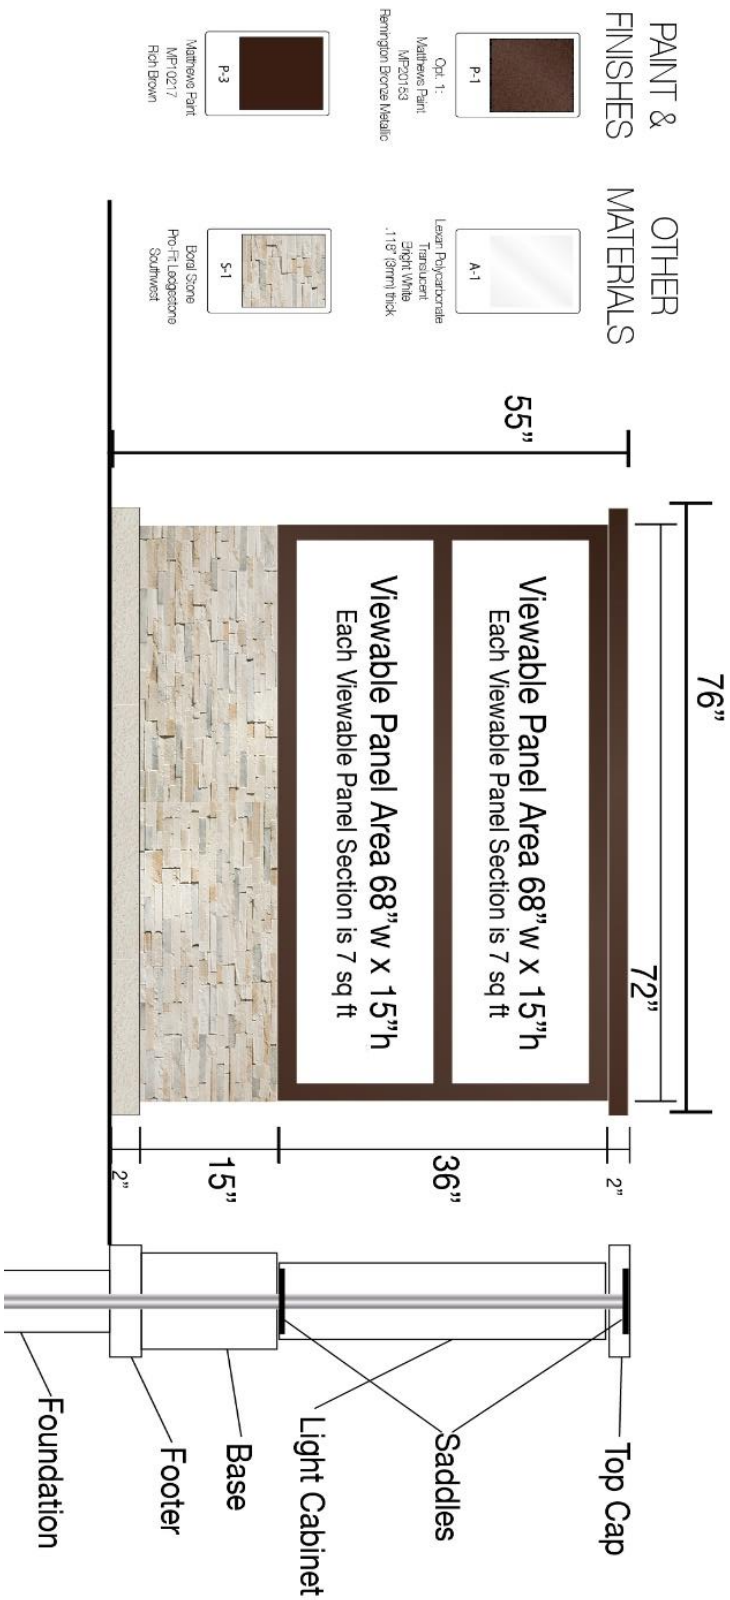 PAINT &
FINISHES
P-1
Opt. 1:
Matthews Paint
MP20153
Remington Bronze Metallic
P-3
Matthews Paint
MP10217
Rich Brown
OTHER
MATERIALS
A-1
Lexan Polycarbonate
Translucent
Bright White
.118" (3mm) thick
S-1
Boral Stone
Pro-Fit Ledgestone
Southwest
76”
72”
55”
Viewable Panel Area 68”w x 15”h
Each Viewable Panel Section is 7 sq ft
Viewable Panel Area 68”w x 15”h
Each Viewable Panel Section is 7 sq ft
2”
36”
15”
2”
Top Cap
Saddles
Light Cabinet
Base
Footer
Foundation